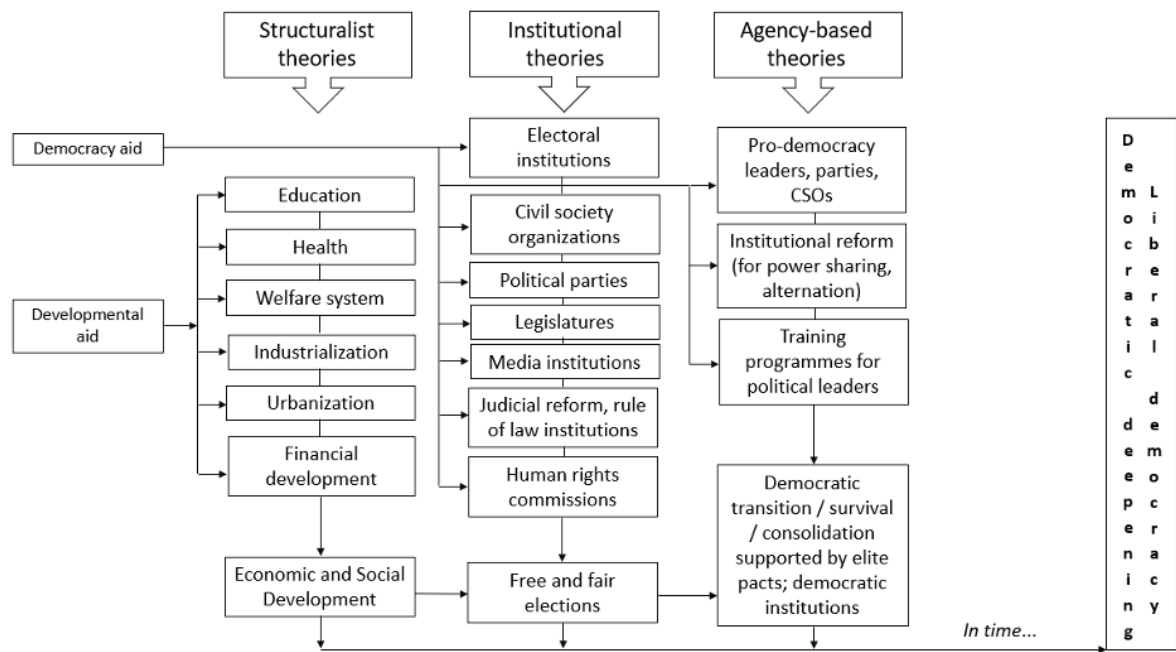 Structuralist
theories
Institutional
theories
Agency-based
theories
Democracy aid
Developmental
aid
Education
Health
Welfare system
Industrialization
Urbanization
Financial
development
Economic and Social
Development
Electoral
institutions
Civil society
organizations
Political parties
Legislatures
Media institutions
Judicial reform, rule
of law institutions
Human rights
commissions
Free and fair
elections
Pro-democracy
leaders, parties,
CSOs
Institutional reform
(for power sharing,
alternation)
Training
programmes for
political leaders
Democratic
transition / survival
/ consolidation
supported by elite
pacts; democratic
institutions
In time...
Democratic deepening
Liberal democracy